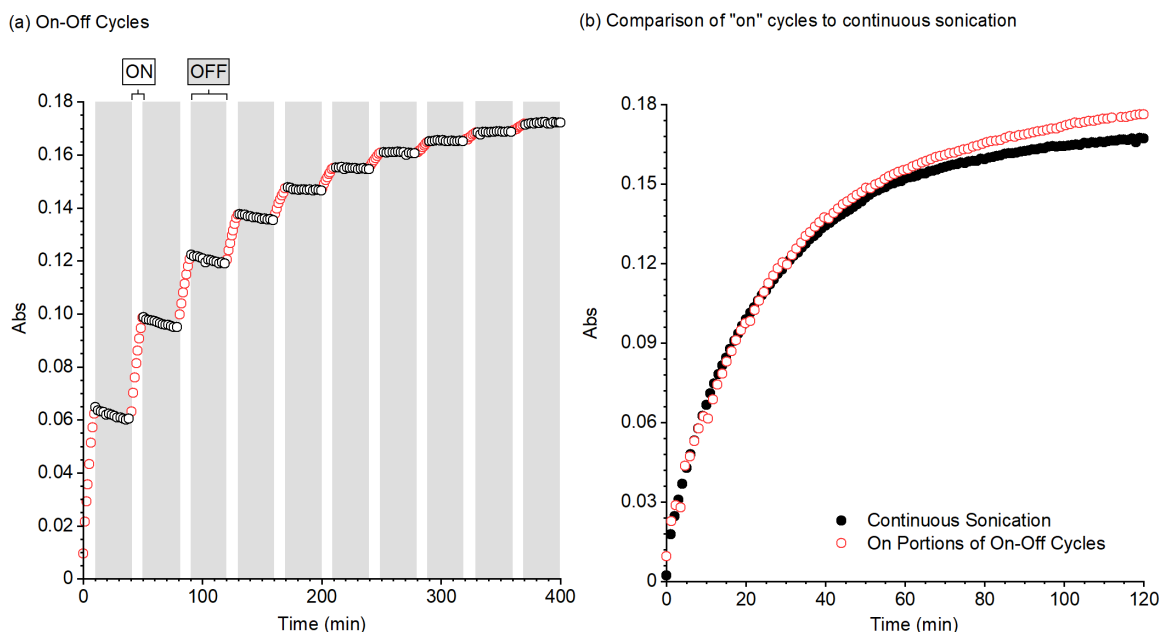 (a) On-Off Cycles
ON
OFF
0.18
0.16
0.14
0.12
0.10
0.08
0.06
0.04
0.02
0
Abs
0
100
200
300
400
Time (min)
(b) Comparison of "on" cycles to continuous sonication
0.18
0.15
0.12
0.09
0.06
0.03
0
Abs
Continuous Sonication
On Portions of On-Off Cycles
0
20
40
60
80
100
120
Time (min)